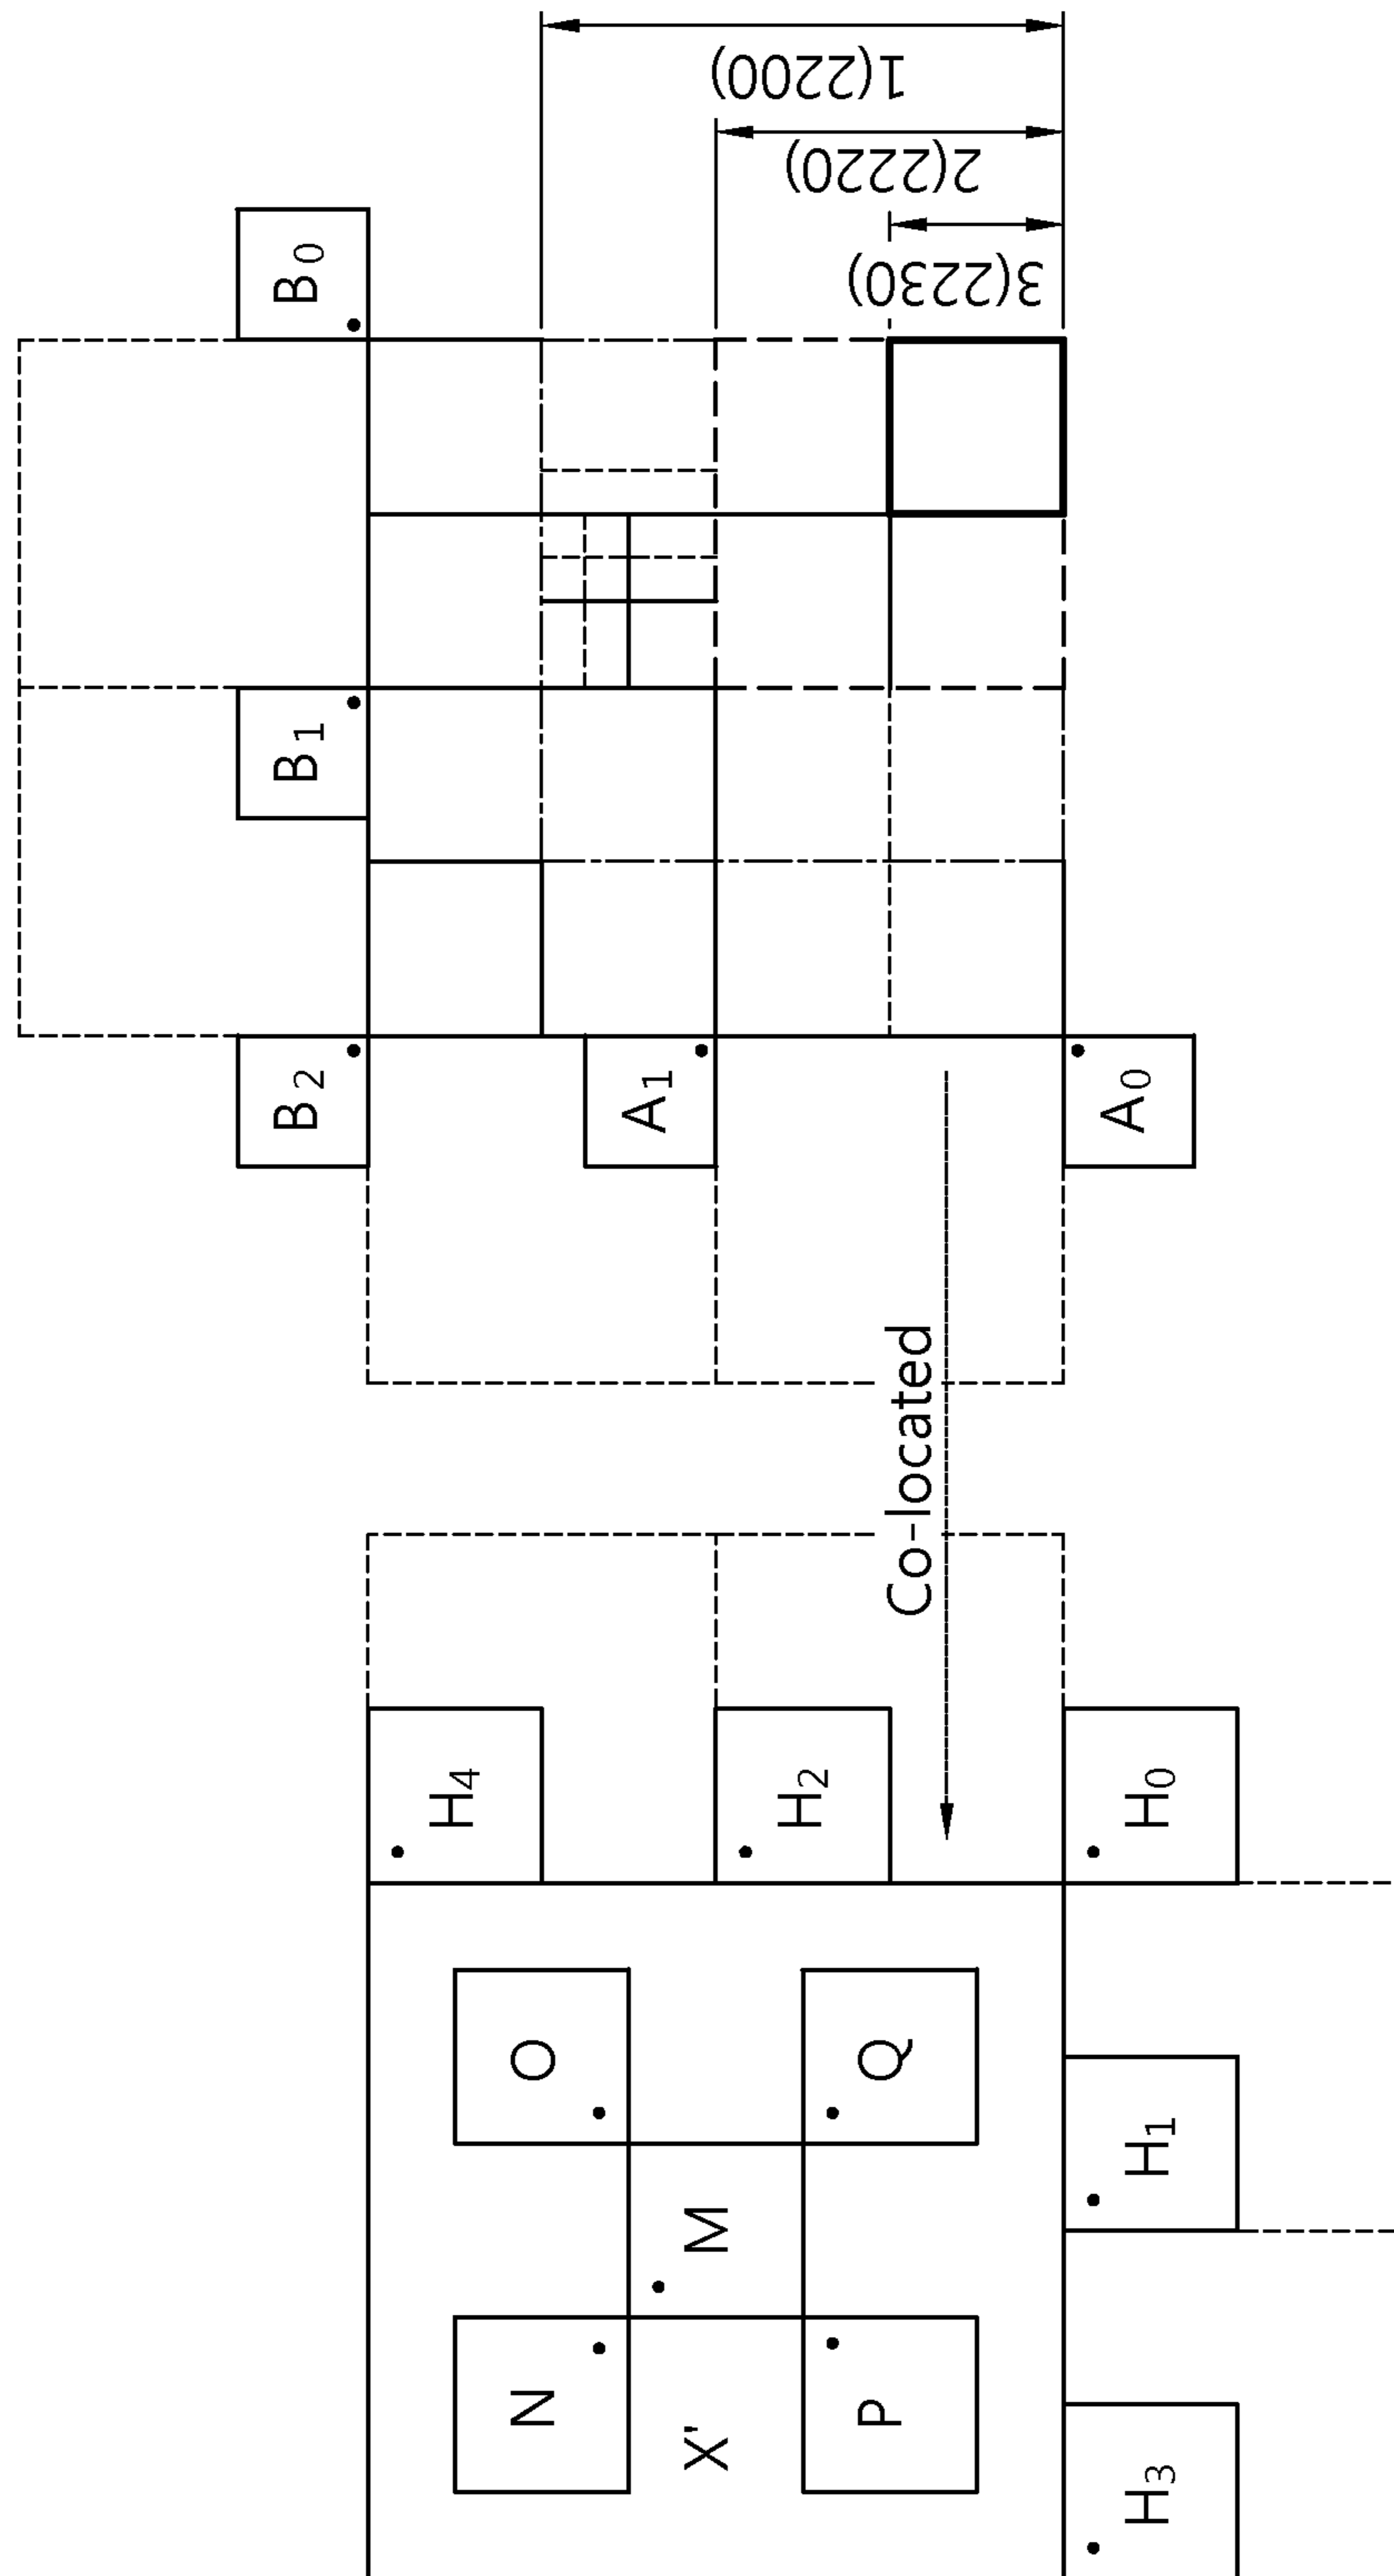 B2 B1 B0
H4
N O
A1
X' M
H2
P Q
Co-located
A0
H3 H1 H0
1(2200)
2(2220)
3(2230)